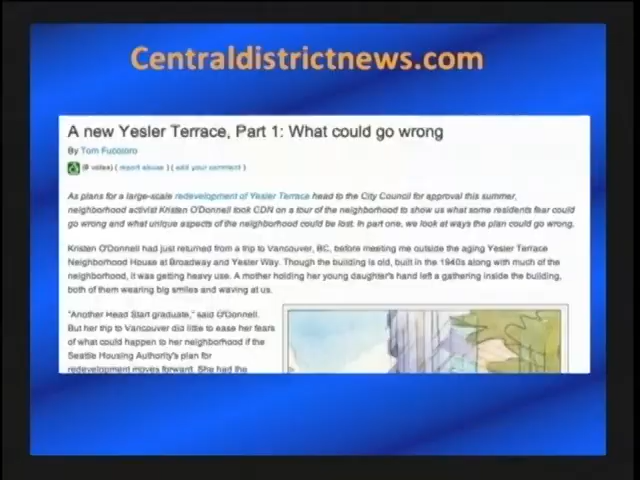 Centraldistrictnews.com
A new Yesler Terrace, Part 1: What could go wrong
By Tom Fucoloro
(9 votes) ( report abuse ) ( add your comment )
As plans for a large-scale redevelopment of Yesler Terrace head to the City Council for approval this summer,
neighborhood activist Kristen O'Donnell took CDN on a tour of the neighborhood to show us what some residents fear could
go wrong and what unique aspects of the neighborhood could be lost. In part one, we look at ways the plan could go wrong.
Kristen O'Donnell had just returned from a trip to Vancouver, BC, before meeting me outside the aging Yesler Terrace
Neighborhood House at Broadway and Yesler Way. Though the building is old, built in the 1940s along with much of the
neighborhood, it was getting heavy use. A mother holding her young daughter's hand left a gathering inside the building,
both of them wearing big smiles and waving at us.
"Another Head Start graduate," said O'Donnell.
But her trip to Vancouver did little to ease her fears
of what could happen to her neighborhood if the
Seattle Housing Authority's plan for
redevelopment moves forward. She had the